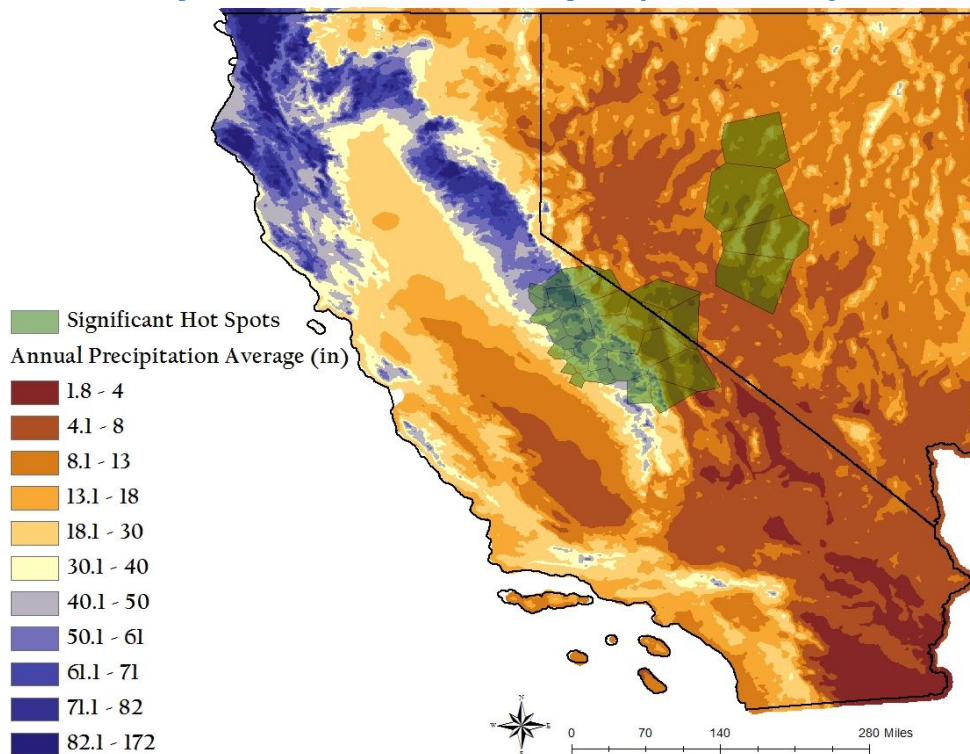 Significant Hot Spots
Annual Precipitation Average (in)
1.8 - 4
4.1 - 8
8.1 - 13
13.1 - 18
18.1 - 30
30.1 - 40
40.1 - 50
50.1 - 61
61.1 - 71
71.1 - 82
82.1 - 172
N
W E
S
0 70 140 280 Miles